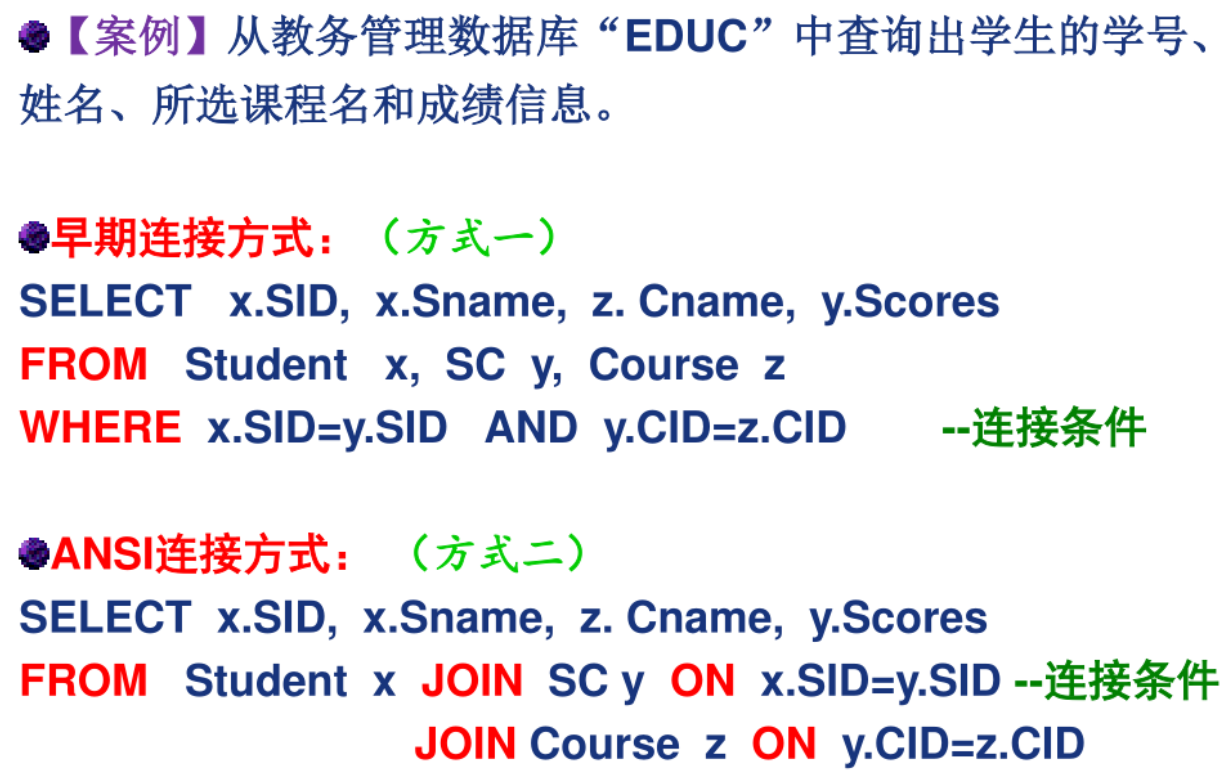 【案例】从教务管理数据库“EDUC”中查询出学生的学号、
姓名、所选课程名和成绩信息。
早期连接方式：（方式一）
SELECT x.SID, x.Sname, z. Cname, y.Scores
FROM Student x, SC y, Course z
WHERE x.SID=y.SID AND y.CID=z.CID --连接条件
ANSI连接方式：（方式二）
SELECT x.SID, x.Sname, z. Cname, y.Scores
FROM Student x JOIN SC y ON x.SID=y.SID --连接条件
JOIN Course z ON y.CID=z.CID